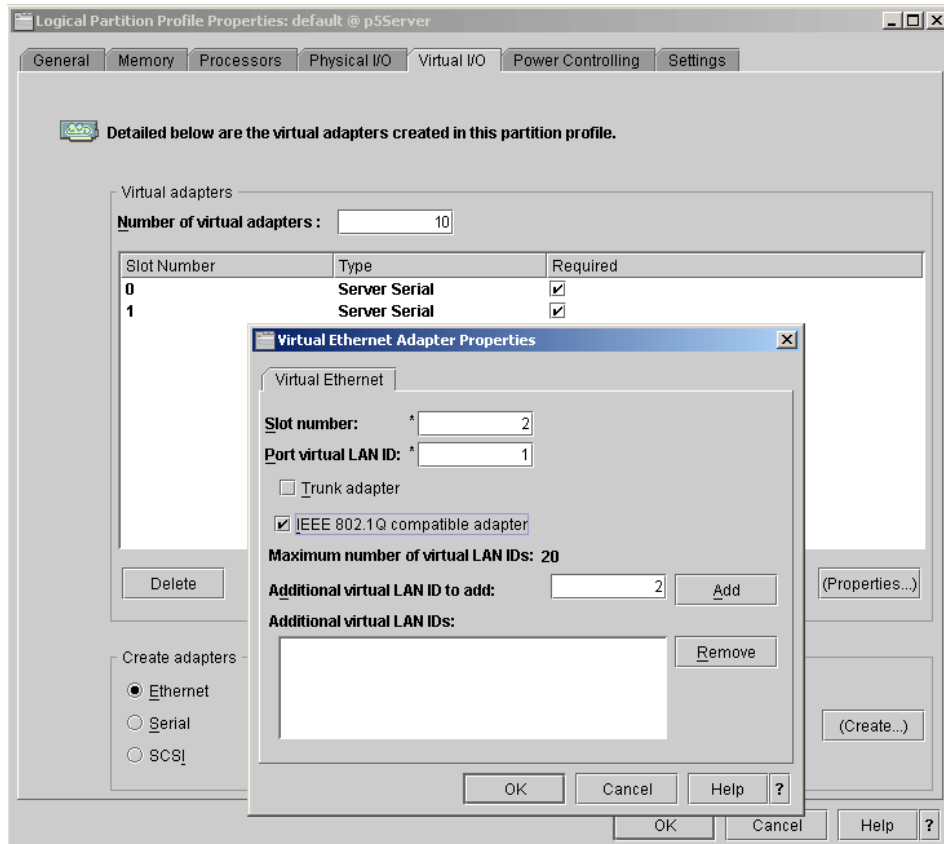 Logical Partition Profile Properties: default @ p5Server
General Memory Processors Physical I/O Virtual I/O Power Controlling Settings
Detailed below are the virtual adapters created in this partition profile.
Virtual adapters
Number of virtual adapters : 10
Slot Number Type Required
0 Server Serial
1 Server Serial
Virtual Ethernet Adapter Properties
Virtual Ethernet
Slot number: * 2
Port virtual LAN ID: * 1
Trunk adapter
IEEE 802.1Q compatible adapter
Maximum number of virtual LAN IDs: 20
Additional virtual LAN ID to add: 2 Add
Additional virtual LAN IDs:
Remove
OK Cancel Help ?
Delete (Properties...)
Create adapters
Ethernet
Serial (Create...)
SCSI
OK Cancel Help ?